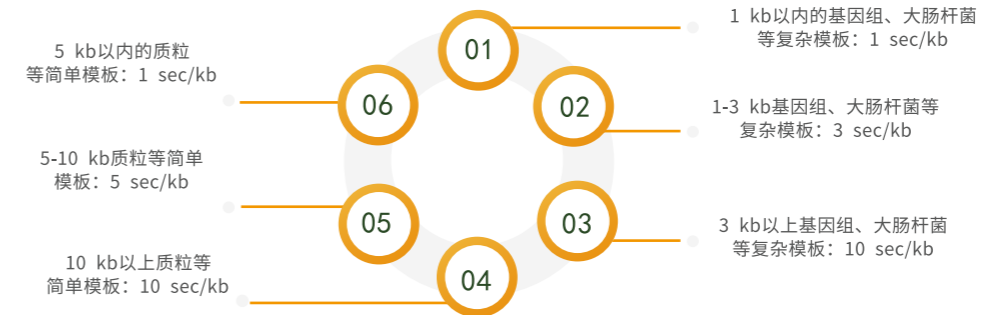 01
1 kb以内的基因组、大肠杆菌
等复杂模板：1 sec/kb
02
1-3 kb基因组、大肠杆菌等
复杂模板：3 sec/kb
03
3 kb以上基因组、大肠杆菌
等复杂模板：10 sec/kb
04
10 kb以上质粒等
简单模板：10 sec/kb
05
5-10 kb质粒等简单
模板：5 sec/kb
06
5 kb以内的质粒
等简单模板：1 sec/kb